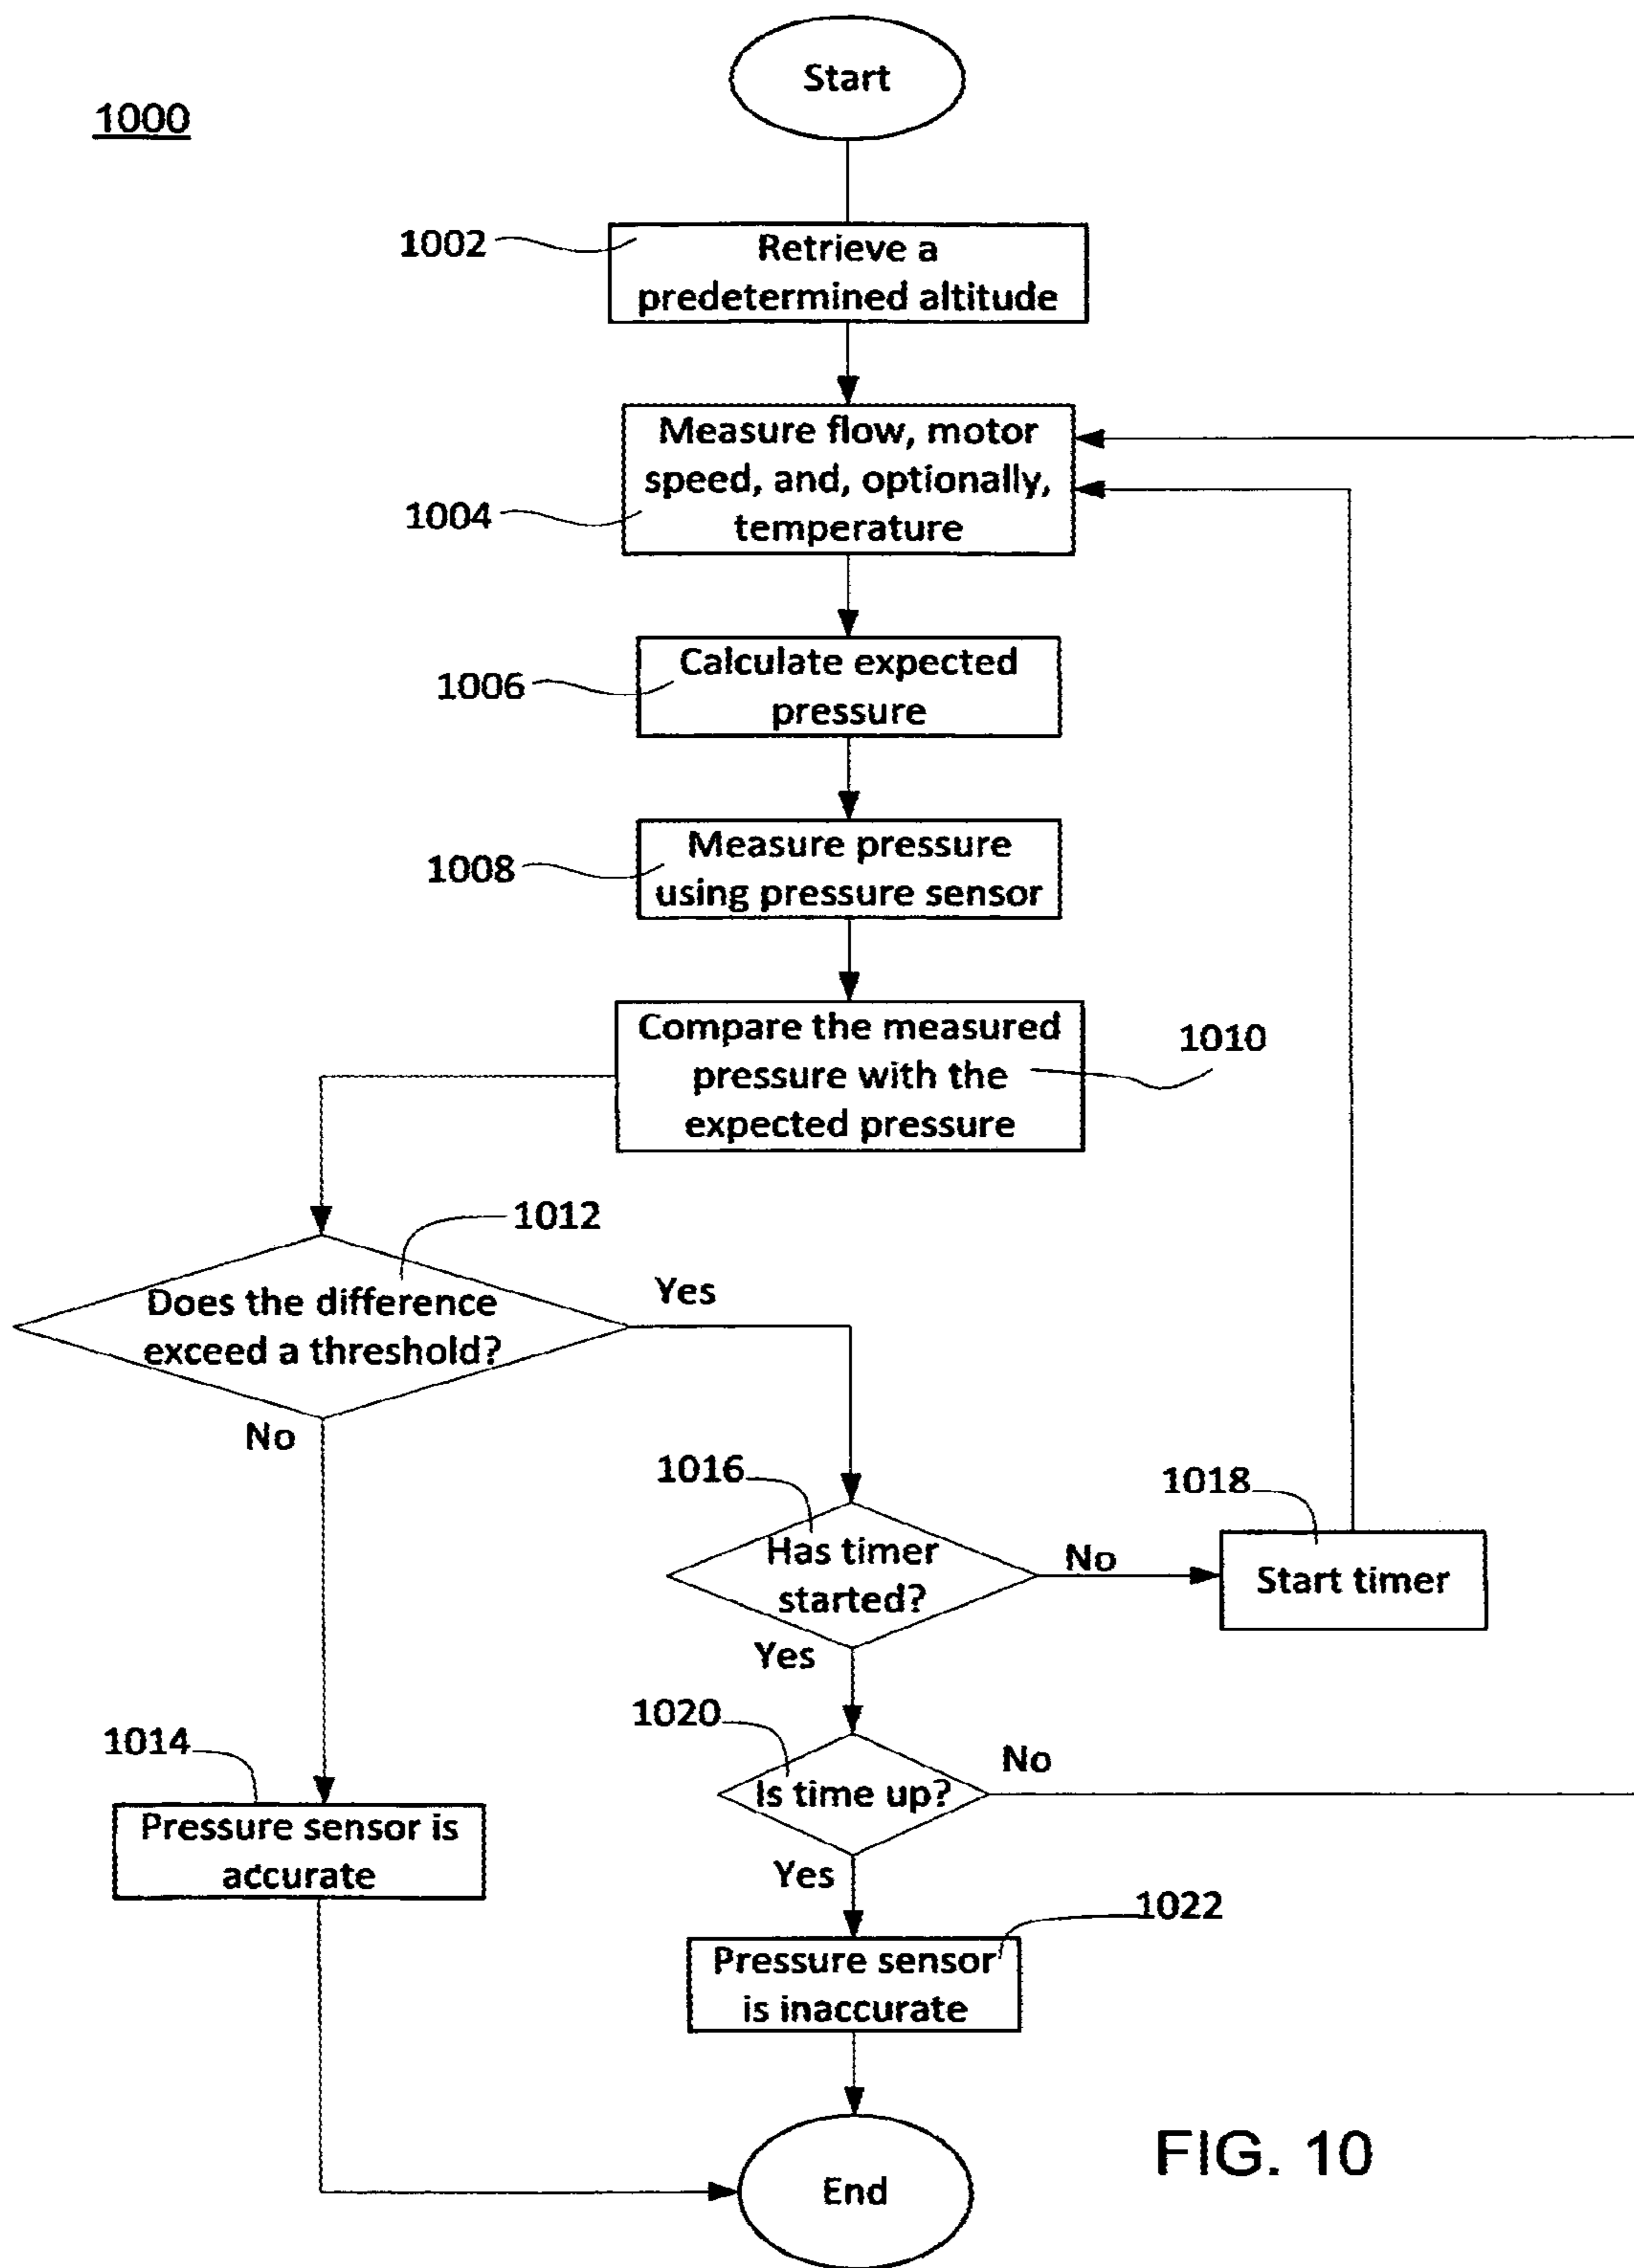 Start
1000
1002
Retrieve a
predetermined altitude
Measure flow, motor
speed, and, optionally,
temperature
1004
Calculate expected
pressure
1006
Measure pressure
using pressure sensor
1008
Compare the measured
pressure with the
expected pressure
1010
1012
Does the difference
exceed a threshold?
Yes
No
1016
Has timer
started?
No
1018
Start timer
Yes
1020
Is time up?
No
1014
Pressure sensor is
accurate
Yes
1022
Pressure sensor
is inaccurate
End
FIG. 10